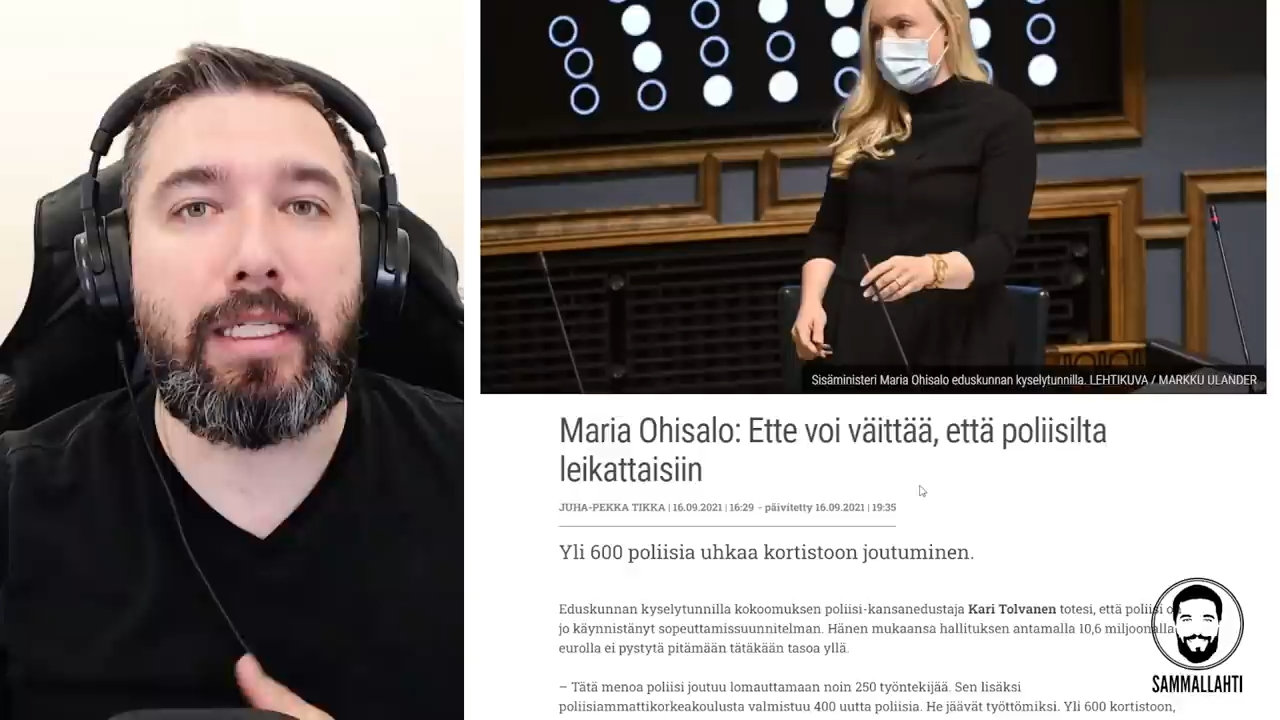 Sisäministeri Maria Ohisalo eduskunnan kyselytunnilla. LEHTIKUVA / MARKKU ULANDER
Maria Ohisalo: Ette voi väittää, että poliisilta
leikattaisiin
JUHA-PEKKA TIKKA | 16.09.2021 | 16:29 - päivitetty 16.09.2021 | 19:35
Yli 600 poliisia uhkaa kortistoon joutuminen.
Eduskunnan kyselytunnilla kokoomuksen poliisi-kansanedustaja Kari Tolvanen totesi, että poliisi on
jo käynnistänyt sopeuttamissuunnitelman. Hänen mukaansa hallituksen antamalla 10,6 miljoonalla
eurolla ei pystytä pitämään tätäkään tasoa yllä.
– Tätä menoa poliisi joutuu lomauttamaan noin 250 työntekijää. Sen lisäksi
poliisiammattikorkeakoulusta valmistuu 400 uutta poliisia. He jäävät työttömiksi. Yli 600 kortistoon,
SAMMALLAHTI